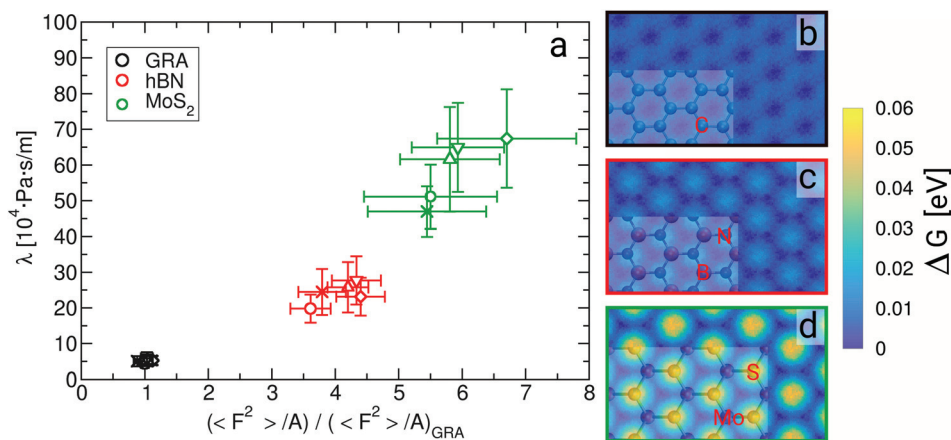 a
GRA
hBN
MoS₂
100
90
80
70
60
50
40
30
20
10
0
λ [10⁴·Pa·s/m]
0 1 2 3 4 5 6 7 8
(< F² > /A) / (< F² > /A)GRA
b
C
c
N
B
d
S
Mo
0.06
0.05
0.04
0.03
0.02
0.01
0
ΔG [eV]